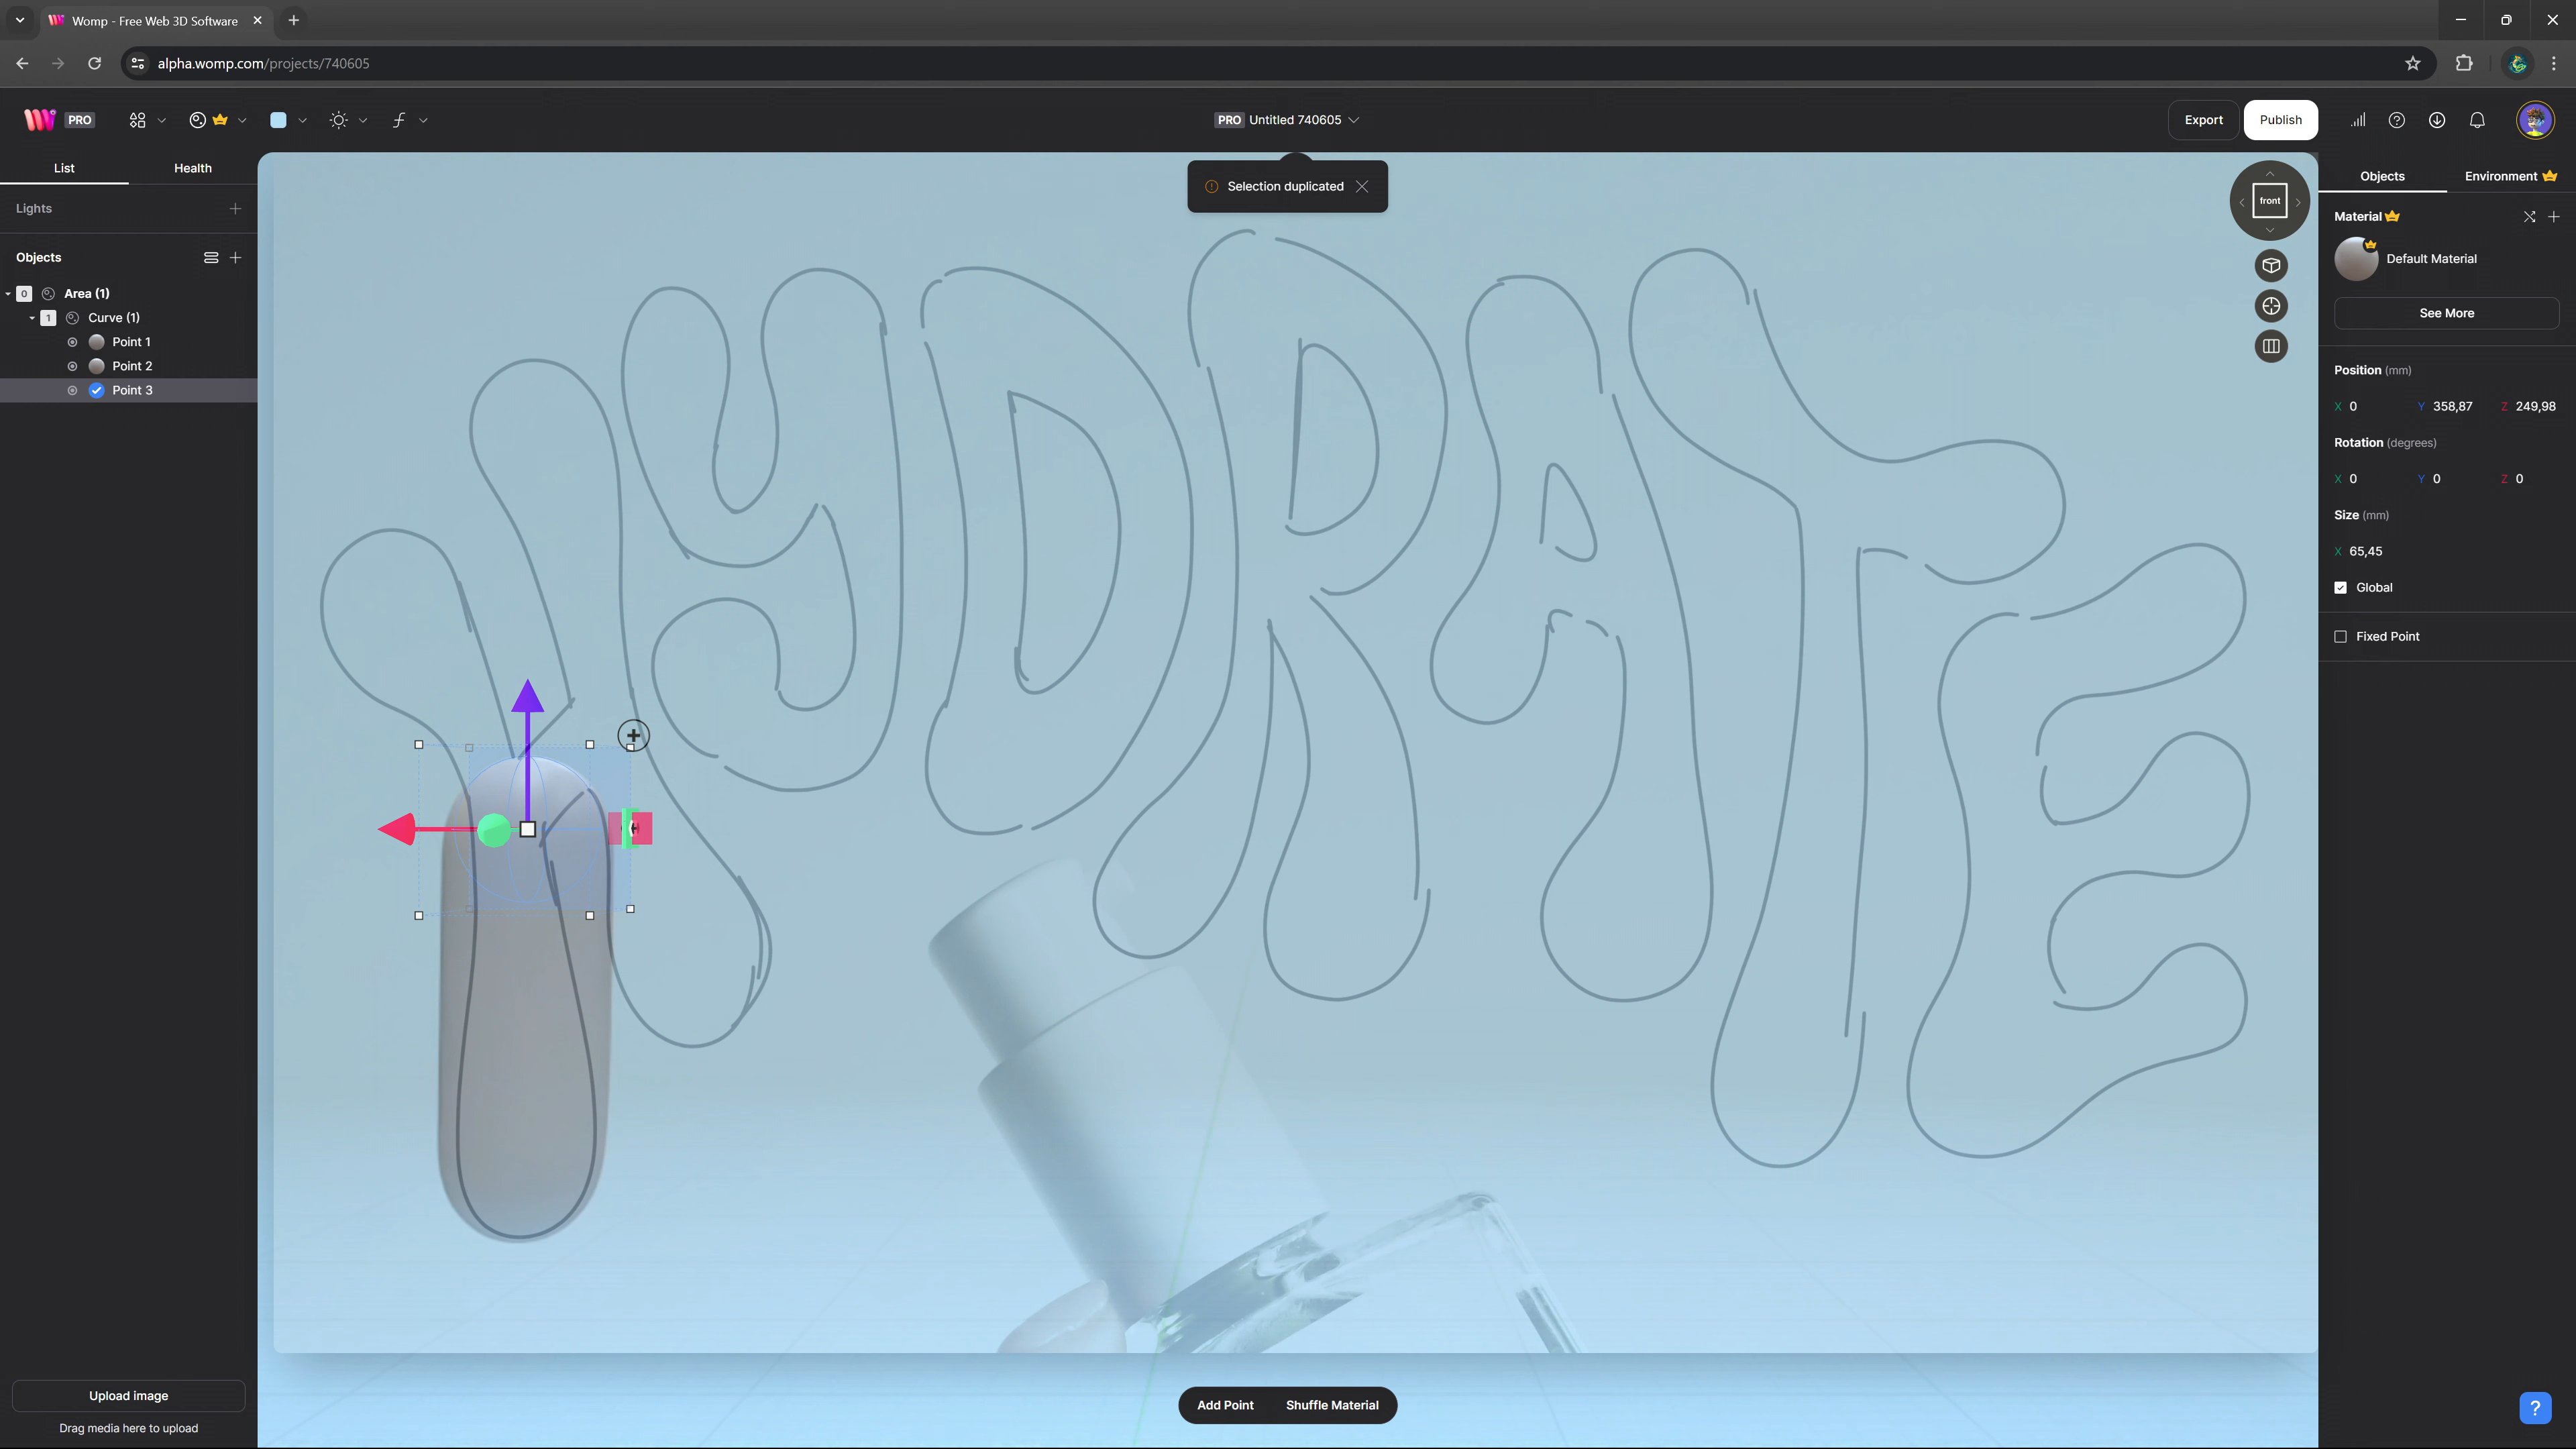 Womp - Free Web 3D Software
alpha.womp.com/projects/740605
PRO
PRO Untitled 740605
Export
Publish
List
Health
Selection duplicated
front
Objects
Environment
Lights
Objects
0 Area (1)
1 Curve (1)
Point 1
Point 2
Point 3
Material
Default Material
See More
Position (mm)
X 0 Y 358,87 Z 249,98
Rotation (degrees)
X 0 Y 0 Z 0
Size (mm)
X 65,45
Global
Fixed Point
HYDRATE
Upload image
Drag media here to upload
Add Point
Shuffle Material
?